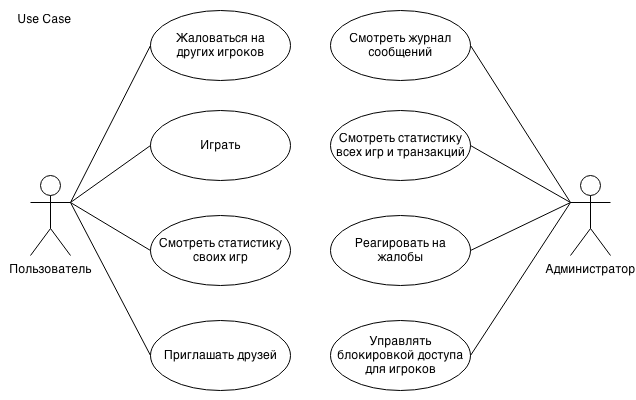 Use Case
Жаловаться на
других игроков
Смотреть журнал
сообщений
Играть
Смотреть статистику
всех игр и транзакций
Смотреть статистику
своих игр
Реагировать на
жалобы
Пользователь
Администратор
Приглашать друзей
Управлять
блокировкой доступа
для игроков